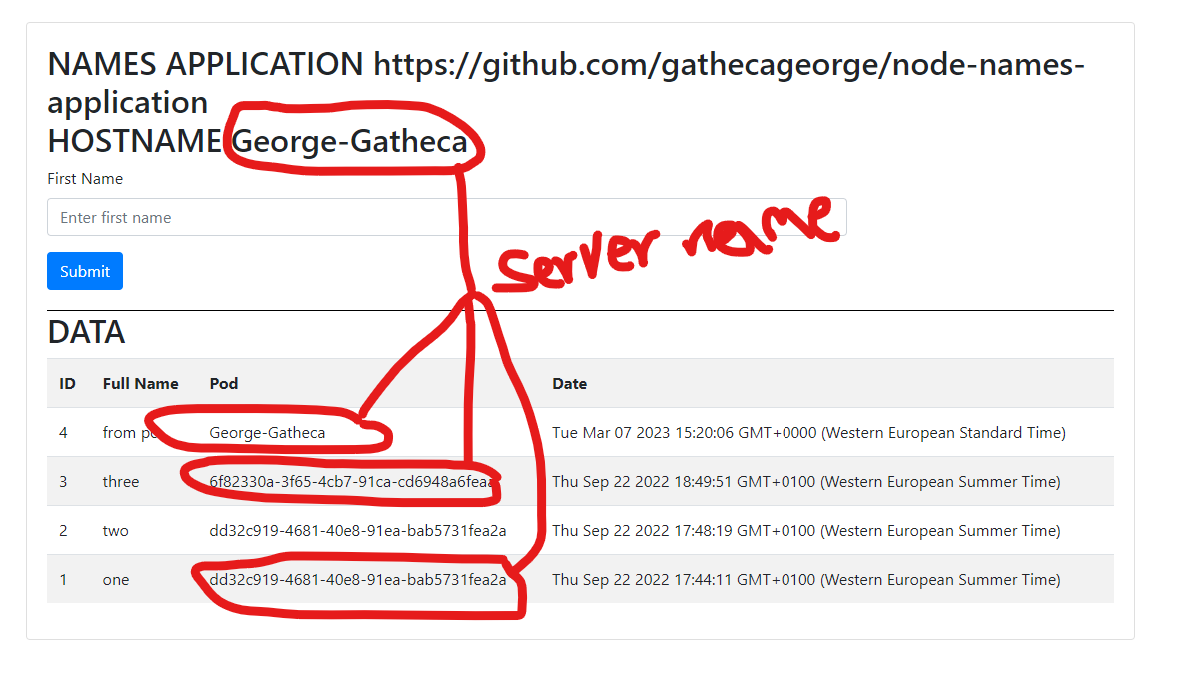 NAMES APPLICATION https://github.com/gathecageorge/node-names-
application
HOSTNAME George-Gatheca
First Name
Enter first name
server name
Submit
DATA
ID Full Name Pod Date
4 from George-Gatheca Tue Mar 07 2023 15:20:06 GMT+0000 (Western European Standard Time)
3 three 6f82330a-3f65-4cb7-91ca-cd6948a6feaa Thu Sep 22 2022 18:49:51 GMT+0100 (Western European Summer Time)
2 two dd32c919-4681-40e8-91ea-bab5731fea2a Thu Sep 22 2022 17:48:19 GMT+0100 (Western European Summer Time)
1 one dd32c919-4681-40e8-91ea-bab5731fea2a Thu Sep 22 2022 17:44:11 GMT+0100 (Western European Summer Time)